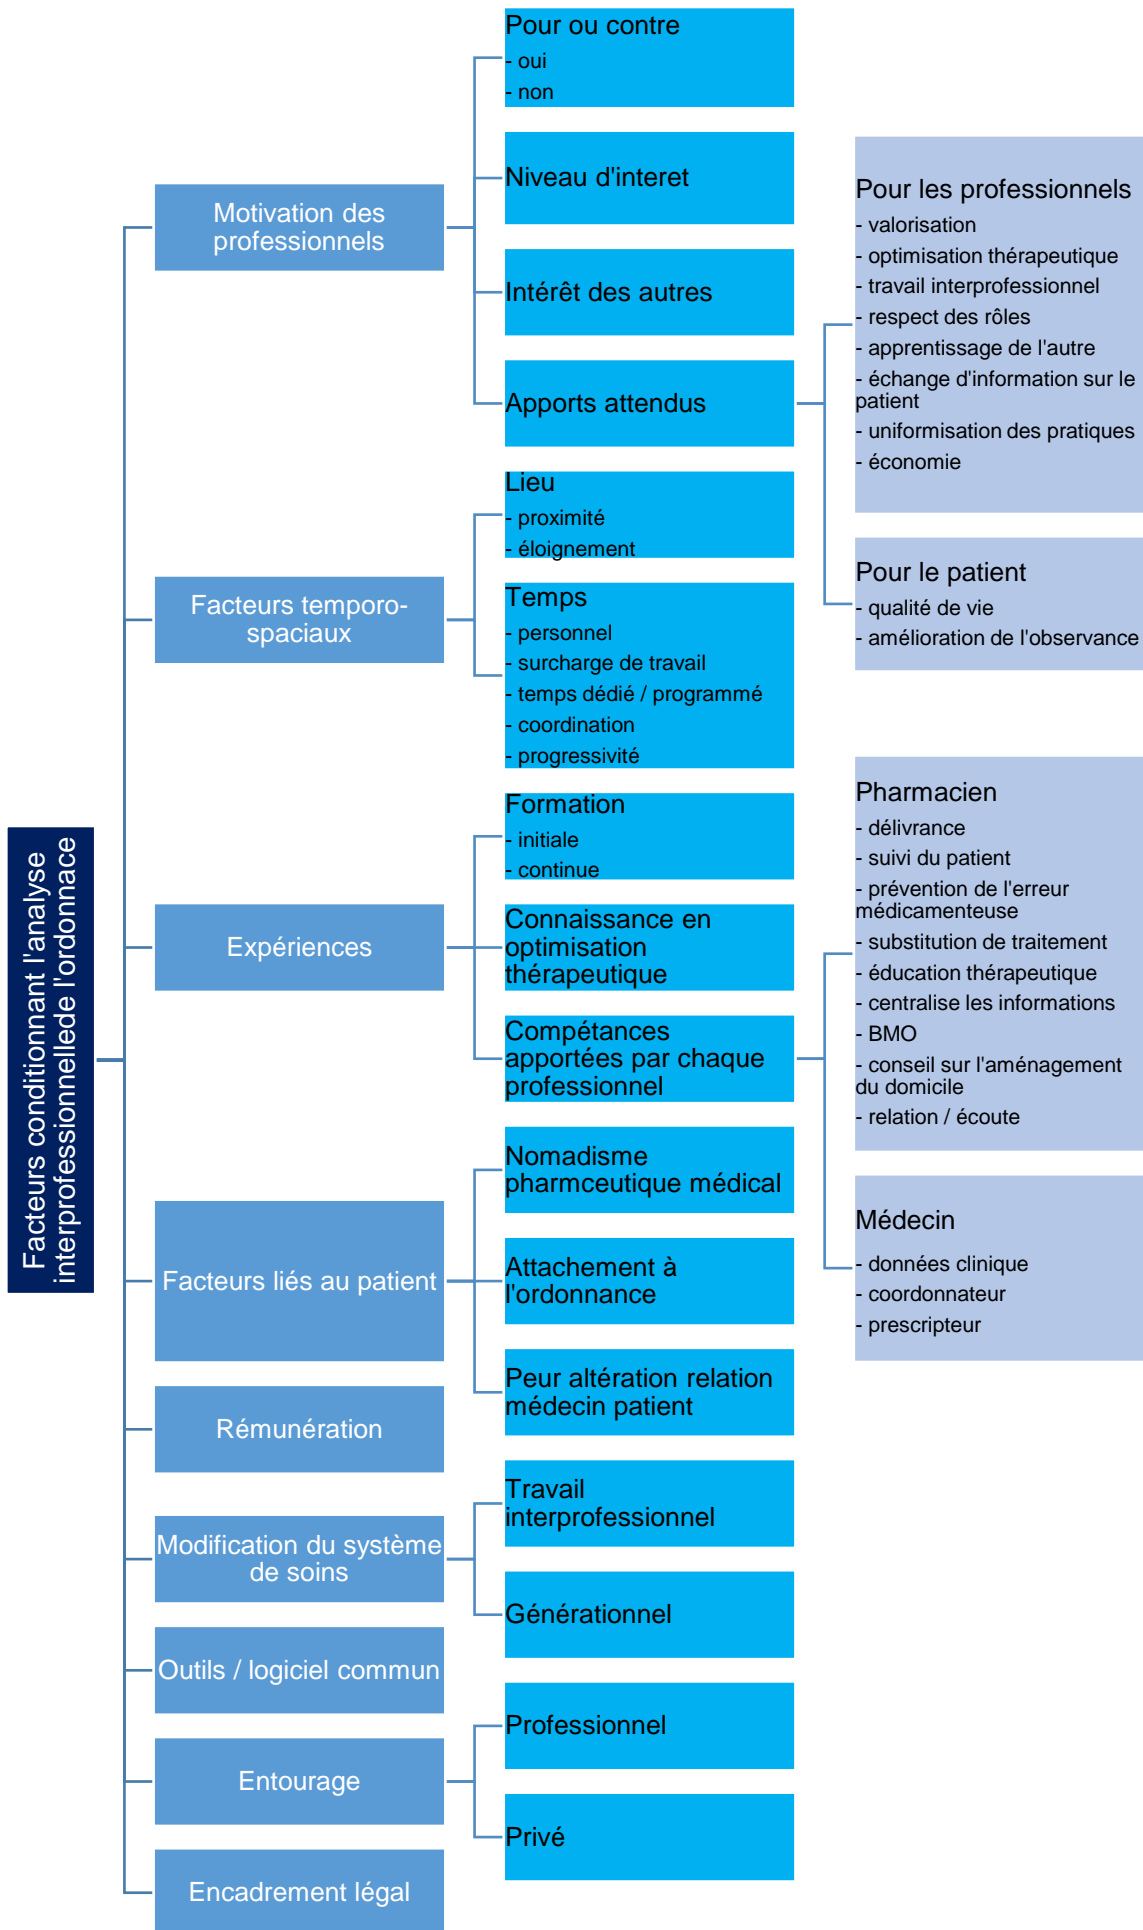 Facteurs conditionnant l'analyse
interprofessionnellede l'ordonnace
Motivation des
professionnels
Pour ou contre
- oui
- non
Niveau d'interet
Intérêt des autres
Apports attendus
Pour les professionnels
- valorisation
- optimisation thérapeutique
- travail interprofessionnel
- respect des rôles
- apprentissage de l'autre
- échange d'information sur le
patient
- uniformisation des pratiques
- économie
Pour le patient
- qualité de vie
- amélioration de l'observance
Facteurs temporo-
spaciaux
Lieu
- proximité
- éloignement
Temps
- personnel
- surcharge de travail
- temps dédié / programmé
- coordination
- progressivité
Expériences
Formation
- initiale
- continue
Connaissance en
optimisation
thérapeutique
Compétances
apportées par chaque
professionnel
Pharmacien
- délivrance
- suivi du patient
- prévention de l'erreur
médicamenteuse
- substitution de traitement
- éducation thérapeutique
- centralise les informations
- BMO
- conseil sur l'aménagement
du domicile
- relation / écoute
Médecin
- données clinique
- coordonnateur
- prescripteur
Facteurs liés au patient
Nomadisme
pharmceutique médical
Attachement à
l'ordonnance
Peur altération relation
médecin patient
Rémunération
Modification du système
de soins
Travail
interprofessionnel
Générationnel
Outils / logiciel commun
Entourage
Professionnel
Privé
Encadrement légal